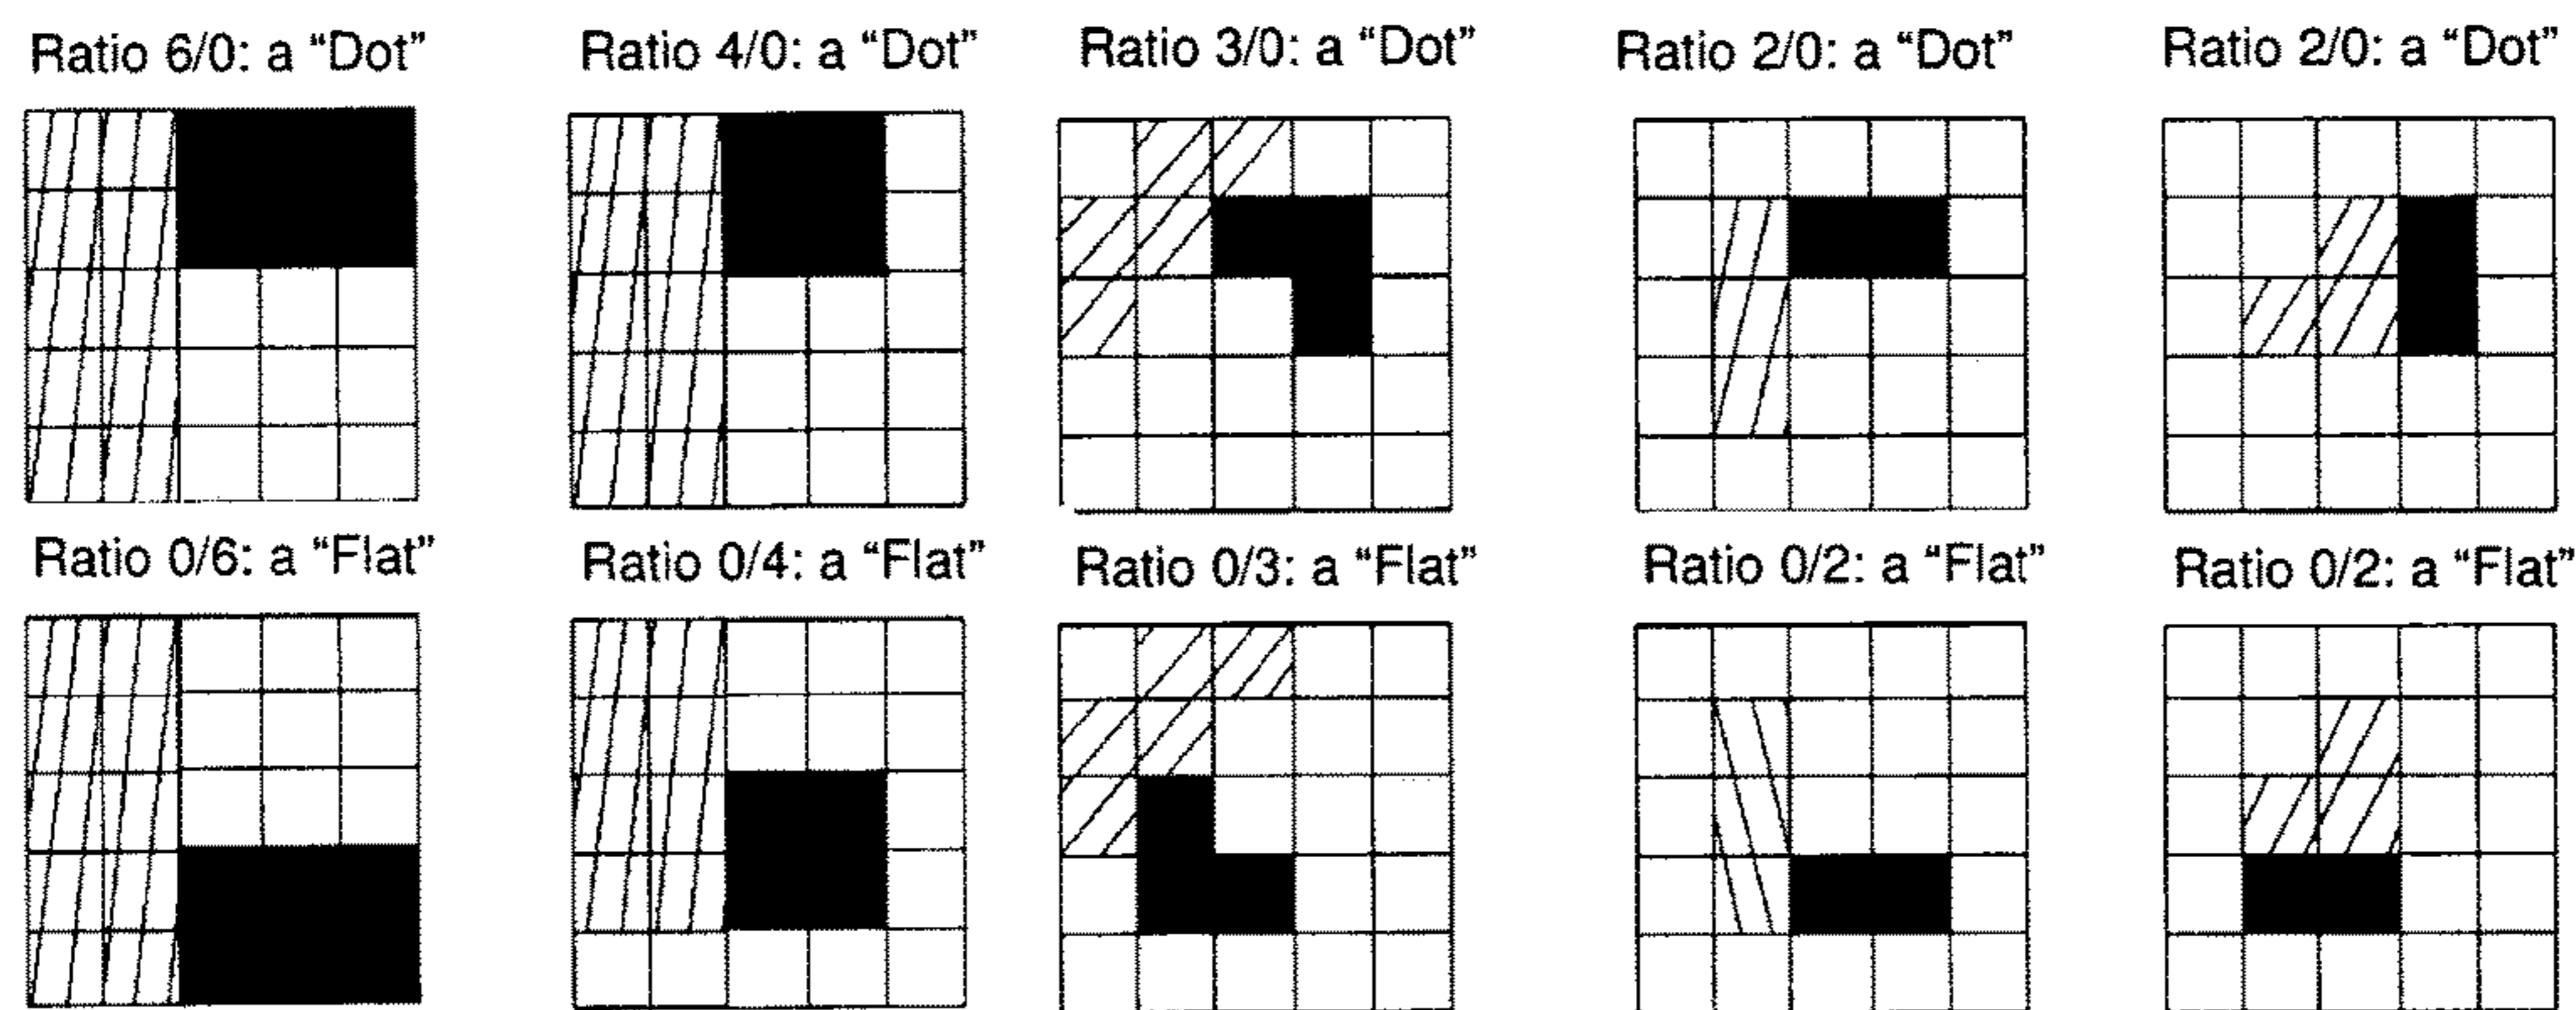 Ratio 6/0: a “Dot”
Ratio 4/0: a “Dot”
Ratio 3/0: a “Dot”
Ratio 2/0: a “Dot”
Ratio 2/0: a “Dot”
Ratio 0/6: a “Flat”
Ratio 0/4: a “Flat”
Ratio 0/3: a “Flat”
Ratio 0/2: a “Flat”
Ratio 0/2: a “Flat”